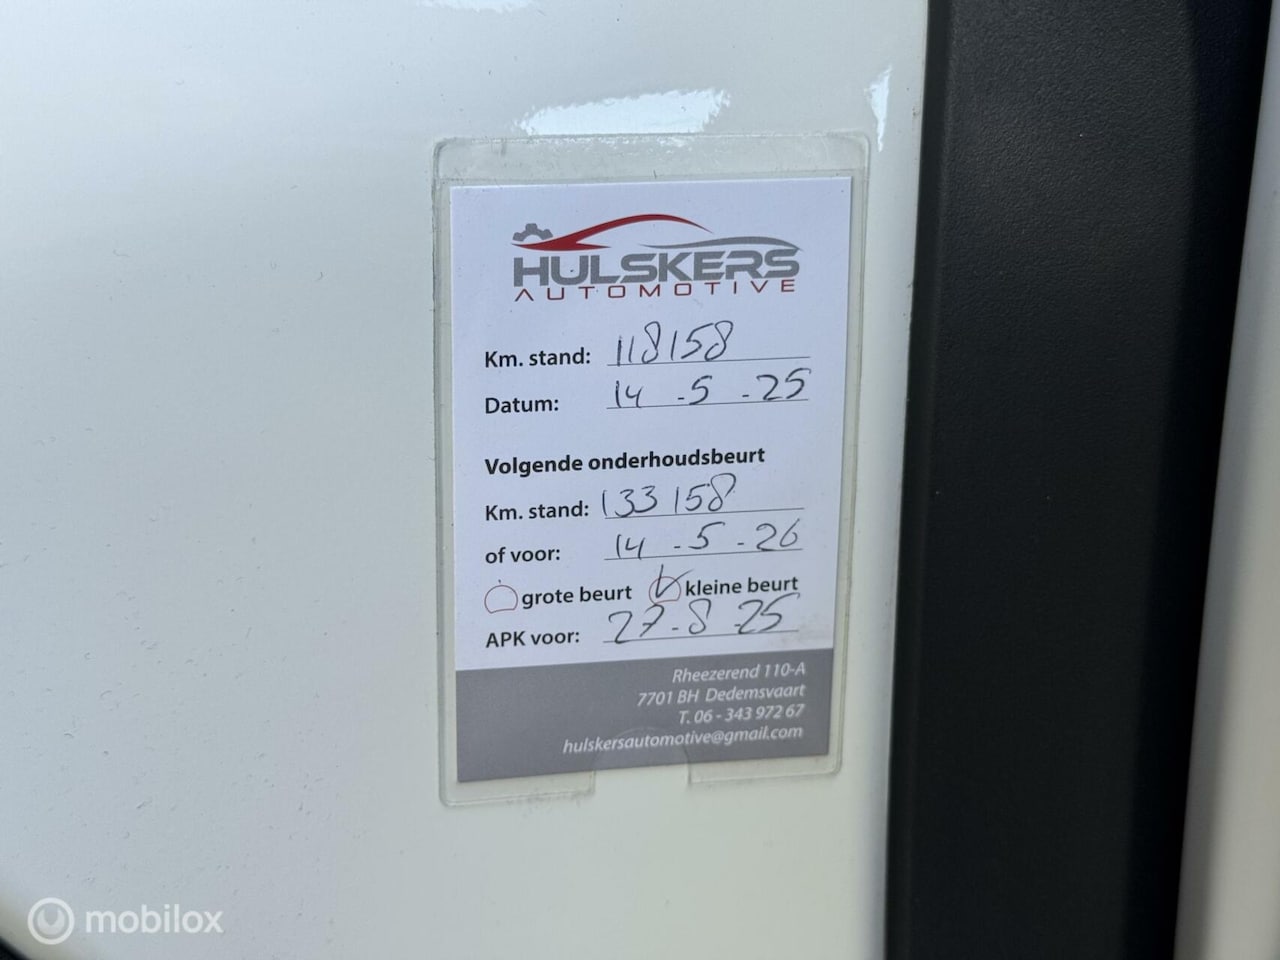 HULSKERS
AUTOMOTIVE
Km. stand: 118158
Datum: 14 - 5 - 25
Volgende onderhoudsbeurt
Km. stand: 133 158
of voor: 14 - 5 - 26
grote beurt kleine beurt
APK voor: 27 - 8 - 25
Rheezerend 110-A
7701 BH Dedemsvaart
T. 06 - 343 972 67
hulskersautomotive@gmail.com
mobilox